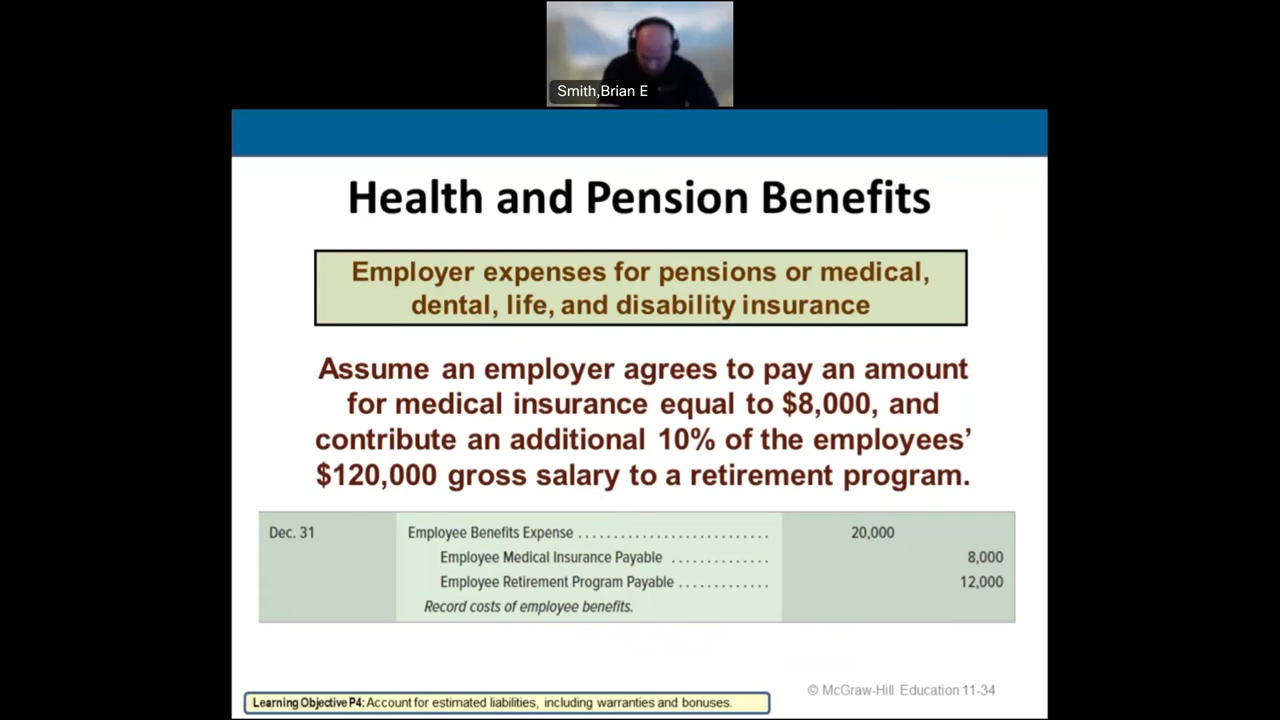 Smith,Brian E
Health and Pension Benefits
Employer expenses for pensions or medical,
dental, life, and disability insurance
Assume an employer agrees to pay an amount
for medical insurance equal to $8,000, and
contribute an additional 10% of the employees’
$120,000 gross salary to a retirement program.
Dec. 31 Employee Benefits Expense .......................... 20,000
Employee Medical Insurance Payable ............. 8,000
Employee Retirement Program Payable ............. 12,000
Record costs of employee benefits.
© McGraw-Hill Education 11-34
Learning Objective P4: Account for estimated liabilities, including warranties and bonuses.